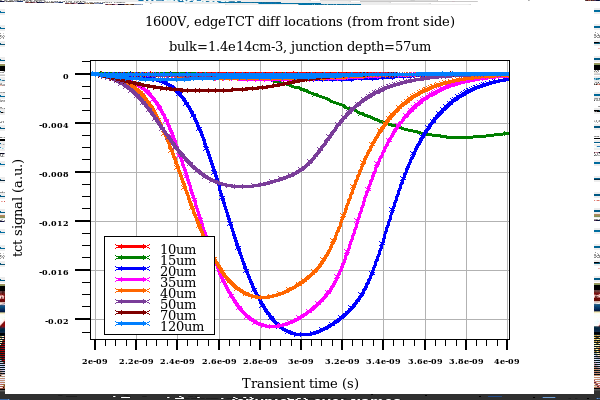 1600V, edgeTCT diff locations (from front side)
bulk=1.4e14cm-3, junction depth=57um
0
-0.004
-0.008
-0.012
-0.016
-0.02
tct signal (a.u.)
10um
15um
20um
35um
40um
50um
70um
120um
2e-09 2.2e-09 2.4e-09 2.6e-09 2.8e-09 3e-09 3.2e-09 3.4e-09 3.6e-09 3.8e-09 4e-09
Transient time (s)